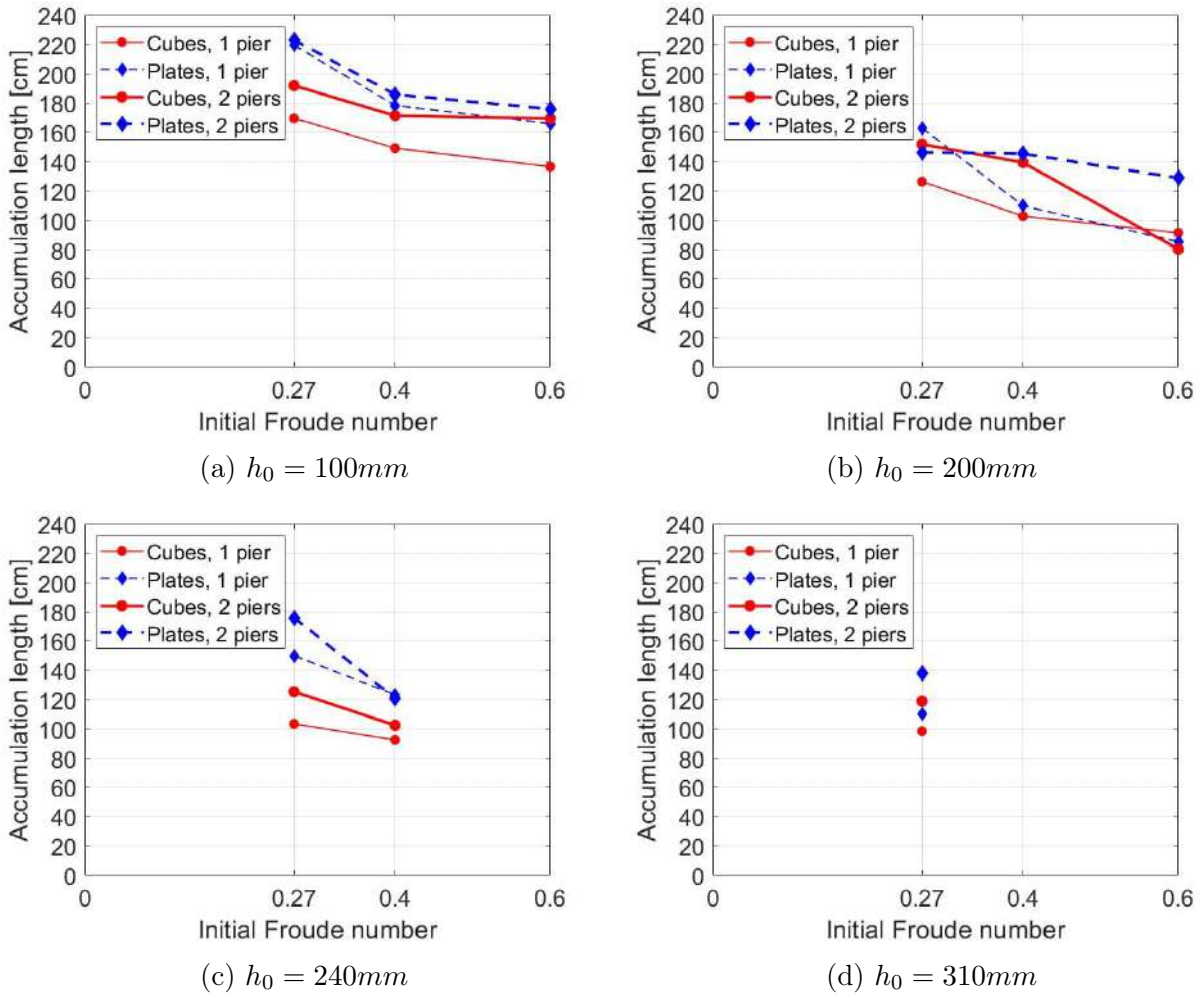 Accumulation length [cm]
240
220
200
180
160
140
120
100
80
60
40
20
0
Cubes, 1 pier
Plates, 1 pier
Cubes, 2 piers
Plates, 2 piers
0 0.27 0.4 0.6
Initial Froude number
(a) h₀ = 100mm
Accumulation length [cm]
240
220
200
180
160
140
120
100
80
60
40
20
0
Cubes, 1 pier
Plates, 1 pier
Cubes, 2 piers
Plates, 2 piers
0 0.27 0.4 0.6
Initial Froude number
(b) h₀ = 200mm
Accumulation length [cm]
240
220
200
180
160
140
120
100
80
60
40
20
0
Cubes, 1 pier
Plates, 1 pier
Cubes, 2 piers
Plates, 2 piers
0 0.27 0.4 0.6
Initial Froude number
(c) h₀ = 240mm
Accumulation length [cm]
240
220
200
180
160
140
120
100
80
60
40
20
0
Cubes, 1 pier
Plates, 1 pier
Cubes, 2 piers
Plates, 2 piers
0 0.27 0.4 0.6
Initial Froude number
(d) h₀ = 310mm